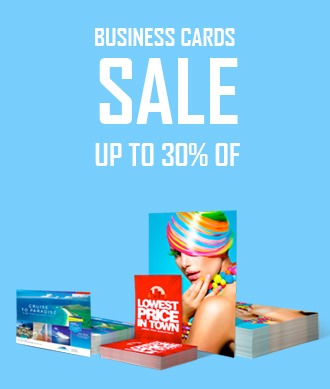 BUSINESS CARDS
SALE
UP TO 30% OF
CRUISE
TO PARADISE
LOWEST
PRICE
IN TOWN